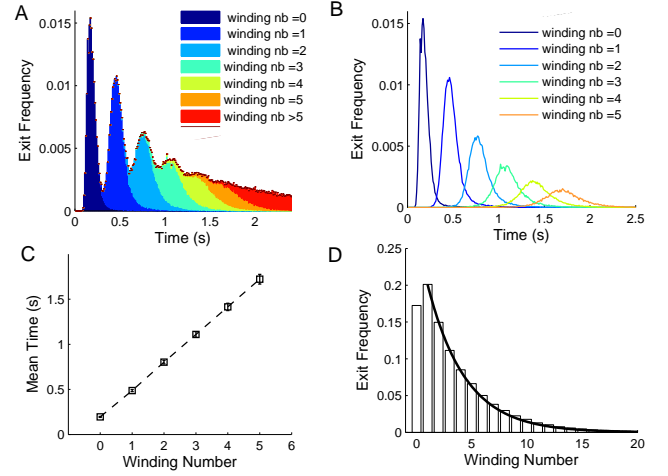 A
winding nb =0
winding nb =1
winding nb =2
winding nb =3
winding nb =4
winding nb =5
winding nb >5
Exit Frequency
0.015
0.01
0.005
0
0 0.5 1 1.5 2
Time (s)
B
winding nb =0
winding nb =1
winding nb =2
winding nb =3
winding nb =4
winding nb =5
Exit Frequency
0.015
0.01
0.005
0
0 0.5 1 1.5 2 2.5
Time (s)
C
Mean Time (s)
1.5
1
0.5
0
0 1 2 3 4 5 6
Winding Number
D
Exit Frequency
0.25
0.20
0.15
0.1
0.05
0
0 5 10 15 20
Winding Number